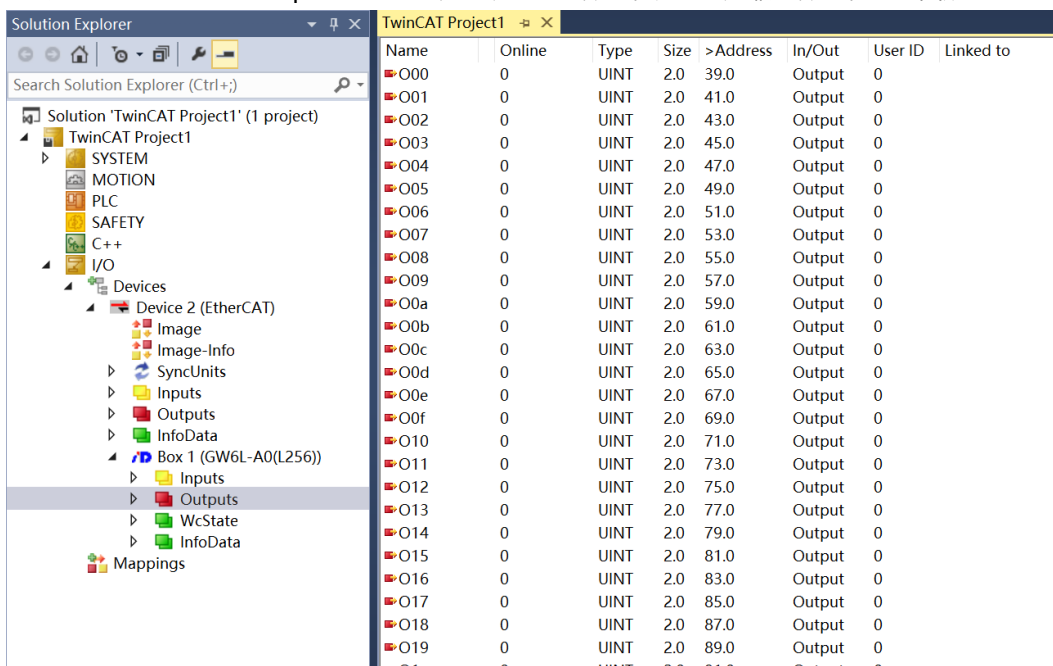 Solution Explorer
Search Solution Explorer (Ctrl+;)
Solution 'TwinCAT Project1' (1 project)
TwinCAT Project1
SYSTEM
MOTION
PLC
SAFETY
C++
I/O
Devices
Device 2 (EtherCAT)
Image
Image-Info
SyncUnits
Inputs
Outputs
InfoData
Box 1 (GW6L-A0(L256))
Inputs
Outputs
WcState
InfoData
Mappings
TwinCAT Project1
Name Online Type Size >Address In/Out User ID Linked to
O00 0 UINT 2.0 39.0 Output 0
O01 0 UINT 2.0 41.0 Output 0
O02 0 UINT 2.0 43.0 Output 0
O03 0 UINT 2.0 45.0 Output 0
O04 0 UINT 2.0 47.0 Output 0
O05 0 UINT 2.0 49.0 Output 0
O06 0 UINT 2.0 51.0 Output 0
O07 0 UINT 2.0 53.0 Output 0
O08 0 UINT 2.0 55.0 Output 0
O09 0 UINT 2.0 57.0 Output 0
O0a 0 UINT 2.0 59.0 Output 0
O0b 0 UINT 2.0 61.0 Output 0
O0c 0 UINT 2.0 63.0 Output 0
O0d 0 UINT 2.0 65.0 Output 0
O0e 0 UINT 2.0 67.0 Output 0
O0f 0 UINT 2.0 69.0 Output 0
O10 0 UINT 2.0 71.0 Output 0
O11 0 UINT 2.0 73.0 Output 0
O12 0 UINT 2.0 75.0 Output 0
O13 0 UINT 2.0 77.0 Output 0
O14 0 UINT 2.0 79.0 Output 0
O15 0 UINT 2.0 81.0 Output 0
O16 0 UINT 2.0 83.0 Output 0
O17 0 UINT 2.0 85.0 Output 0
O18 0 UINT 2.0 87.0 Output 0
O19 0 UINT 2.0 89.0 Output 0